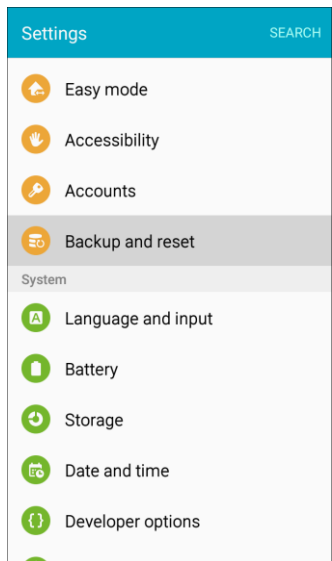 Settings
SEARCH
Easy mode
Accessibility
Accounts
Backup and reset
System
Language and input
Battery
Storage
Date and time
Developer options